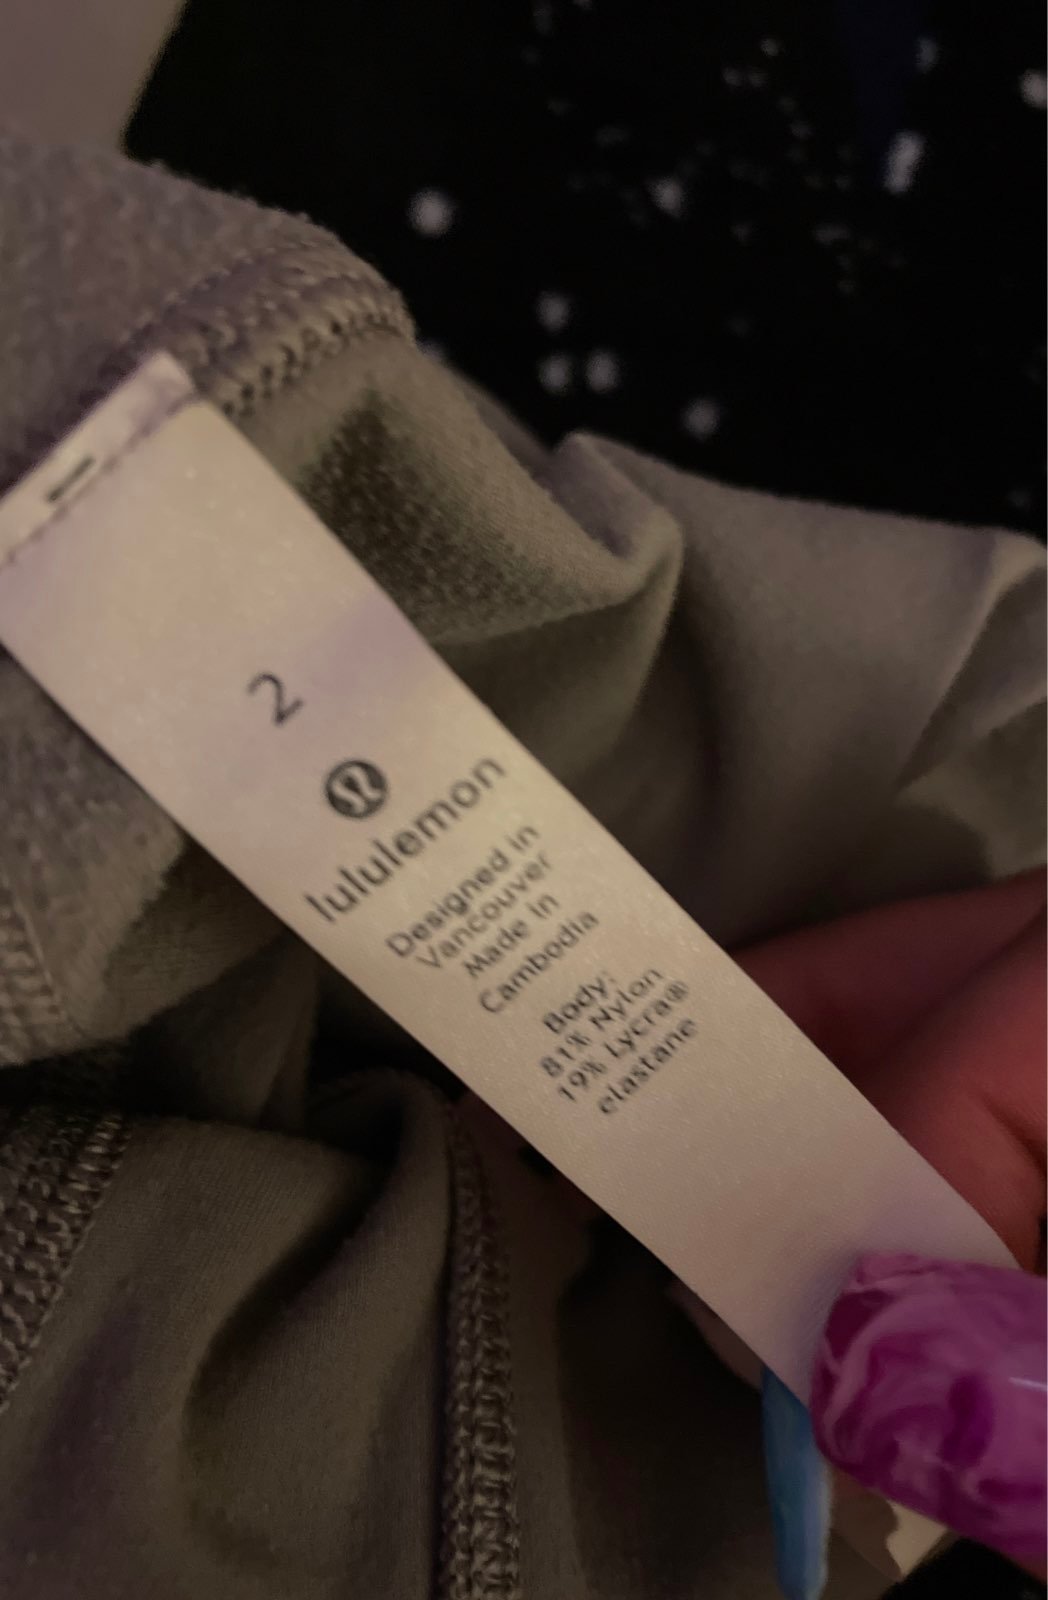 2
lululemon
Designed in
Vancouver
Made in
Cambodia
Body:
81% Nylon
19% Lycra®
elastane